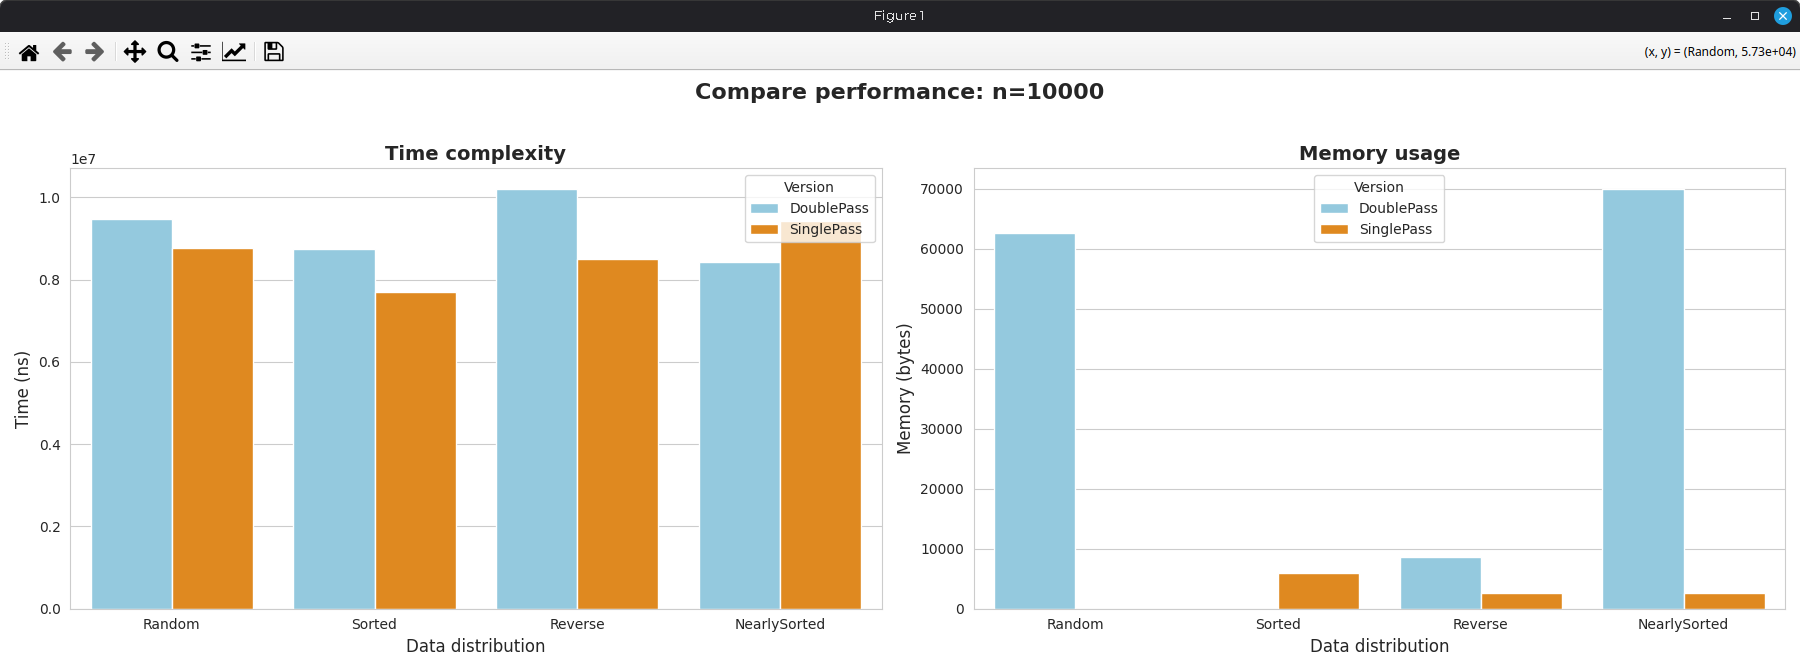 Figure 1
(x, y) = (Random, 5.73e+04)
Compare performance: n=10000
Time complexity
1e7
Version
DoublePass
SinglePass
1.0
0.8
0.6
0.4
0.2
0.0
Time (ns)
Random Sorted Reverse NearlySorted
Data distribution
Memory usage
Version
DoublePass
SinglePass
70000
60000
50000
40000
30000
20000
10000
0
Memory (bytes)
Random Sorted Reverse NearlySorted
Data distribution